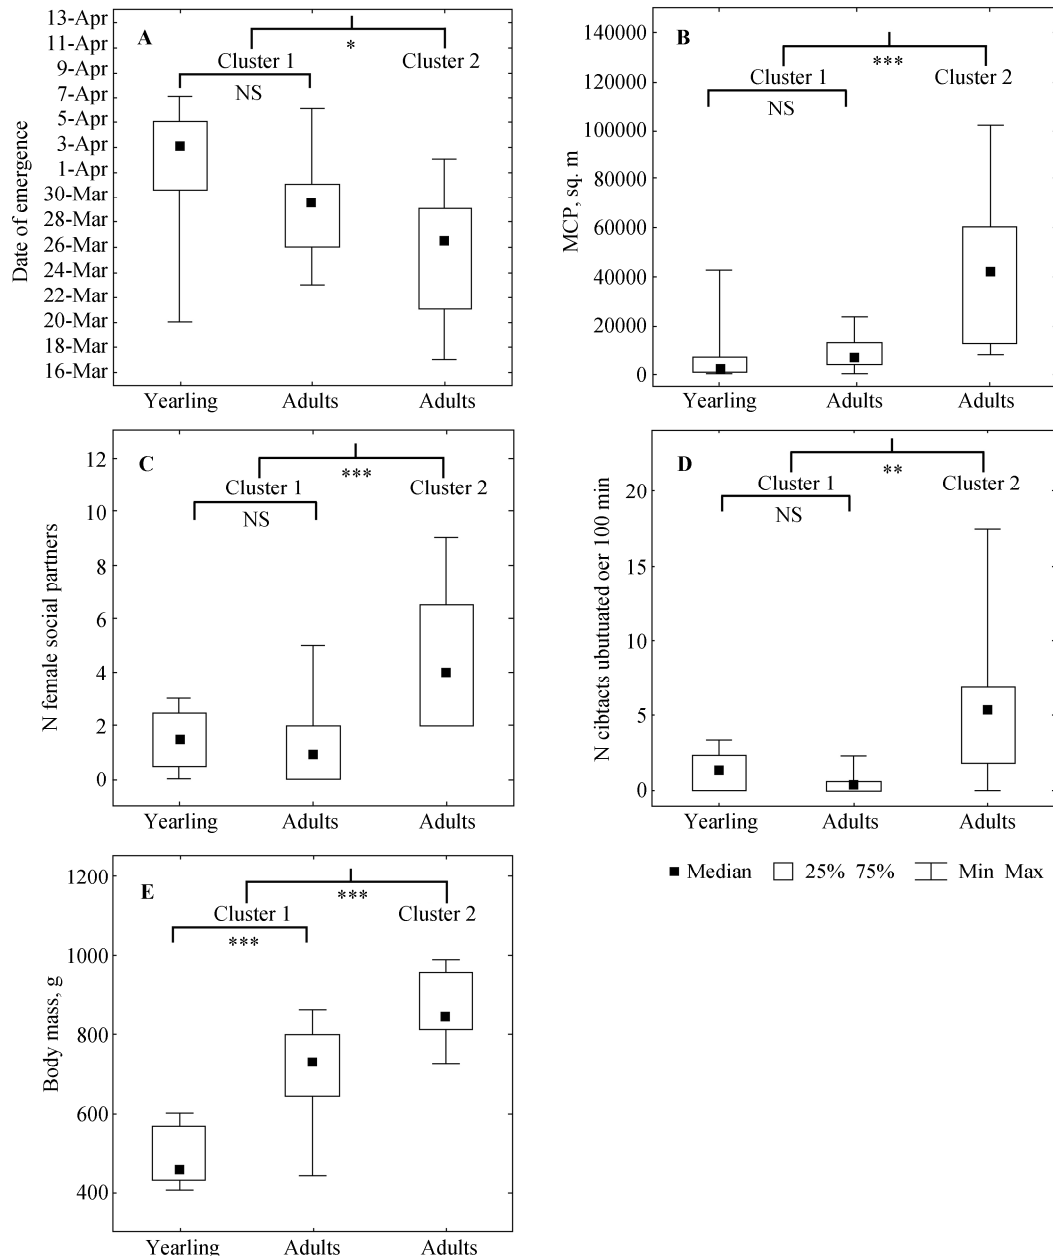 A
Date of emergence
13-Apr
11-Apr
9-Apr
7-Apr
5-Apr
3-Apr
1-Apr
30-Mar
28-Mar
26-Mar
24-Mar
22-Mar
20-Mar
18-Mar
16-Mar
*
Cluster 1 Cluster 2
NS
Yearling Adults Adults
B
MCP, sq. m
140000
120000
100000
80000
60000
40000
20000
0
***
Cluster 1 Cluster 2
NS
Yearling Adults Adults
C
N female social partners
12
10
8
6
4
2
0
***
Cluster 1 Cluster 2
NS
Yearling Adults Adults
D
N cibtacts ubutuated oer 100 min
20
15
10
5
0
**
Cluster 1 Cluster 2
NS
Yearling Adults Adults
Median 25% 75% Min Max
E
Body mass, g
1200
1000
800
600
400
***
Cluster 1 Cluster 2
***
Yearling Adults Adults